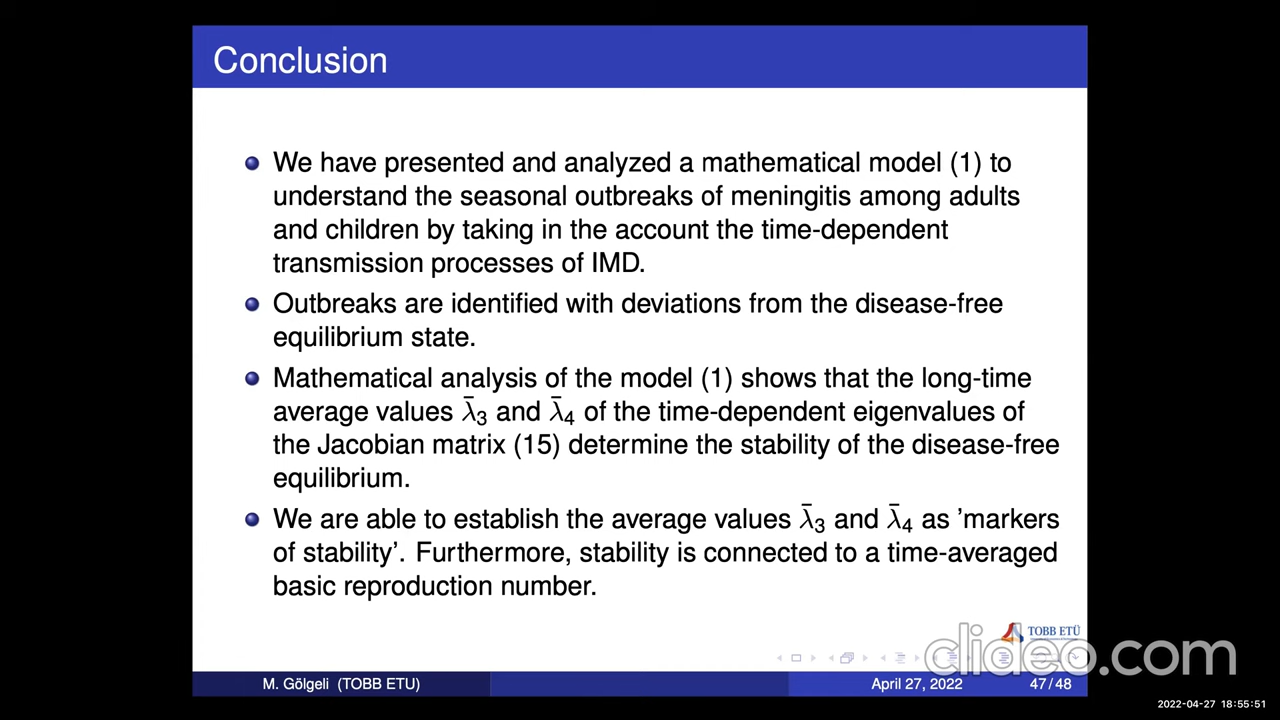 Conclusion
We have presented and analyzed a mathematical model (1) to
understand the seasonal outbreaks of meningitis among adults
and children by taking in the account the time-dependent
transmission processes of IMD.
Outbreaks are identified with deviations from the disease-free
equilibrium state.
Mathematical analysis of the model (1) shows that the long-time
average values λ̄₃ and λ̄₄ of the time-dependent eigenvalues of
the Jacobian matrix (15) determine the stability of the disease-free
equilibrium.
We are able to establish the average values λ̄₃ and λ̄₄ as 'markers
of stability'. Furthermore, stability is connected to a time-averaged
basic reproduction number.
TOBB ETÜ
clideo.com
M. Gölgeli (TOBB ETU) April 27, 2022 47/48
2022-04-27 18:55:51